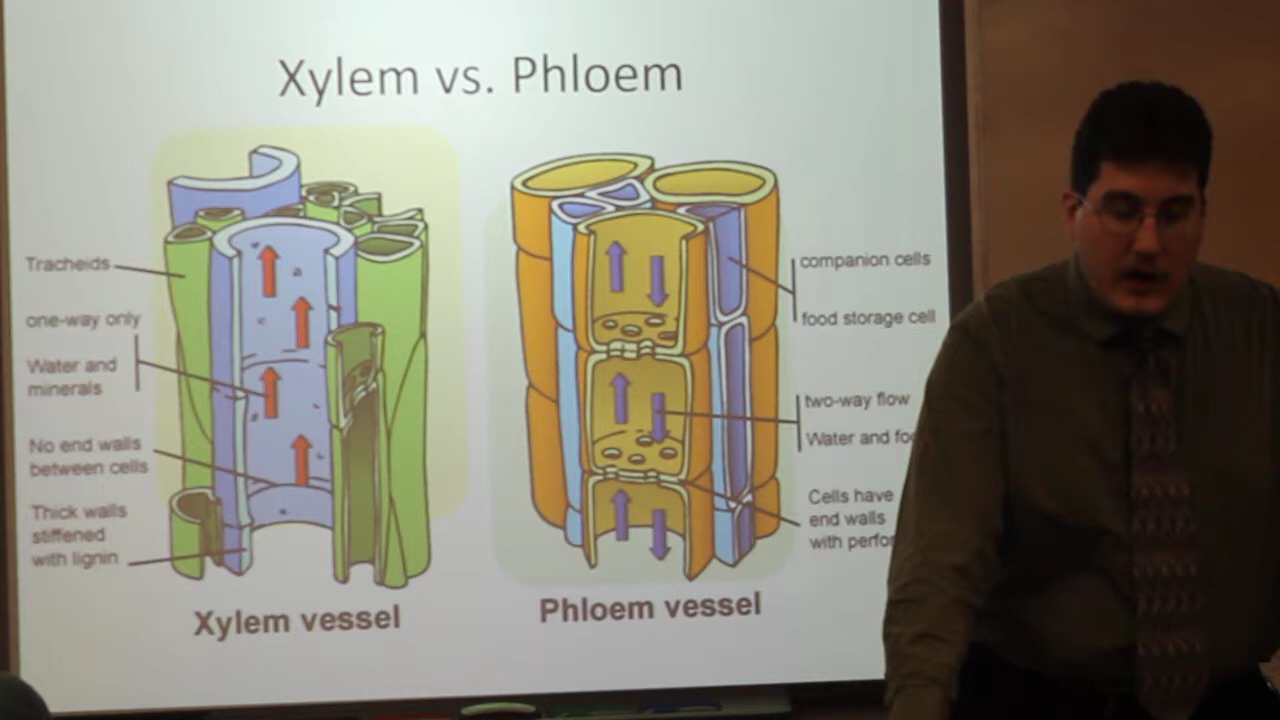 Xylem vs. Phloem
Tracheids
one-way only
Water and
minerals
No end walls
between cells
Thick walls
stiffened
with lignin
Xylem vessel
companion cells
food storage cell
two-way flow
Water and
Cells have
end walls
with
Phloem vessel